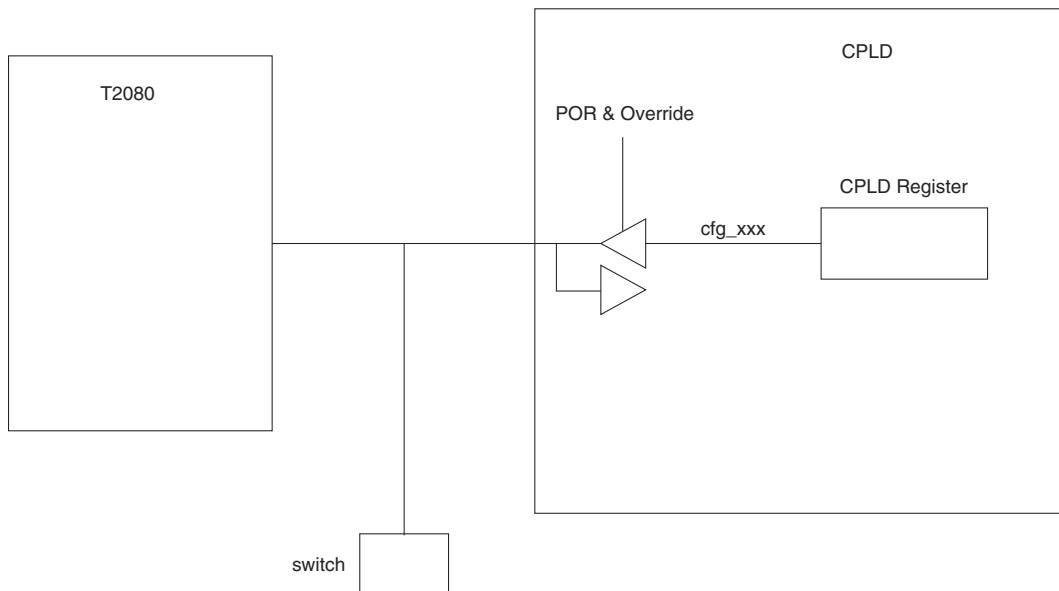 CPLD
T2080
POR & Override
CPLD Register
cfg_xxx
switch